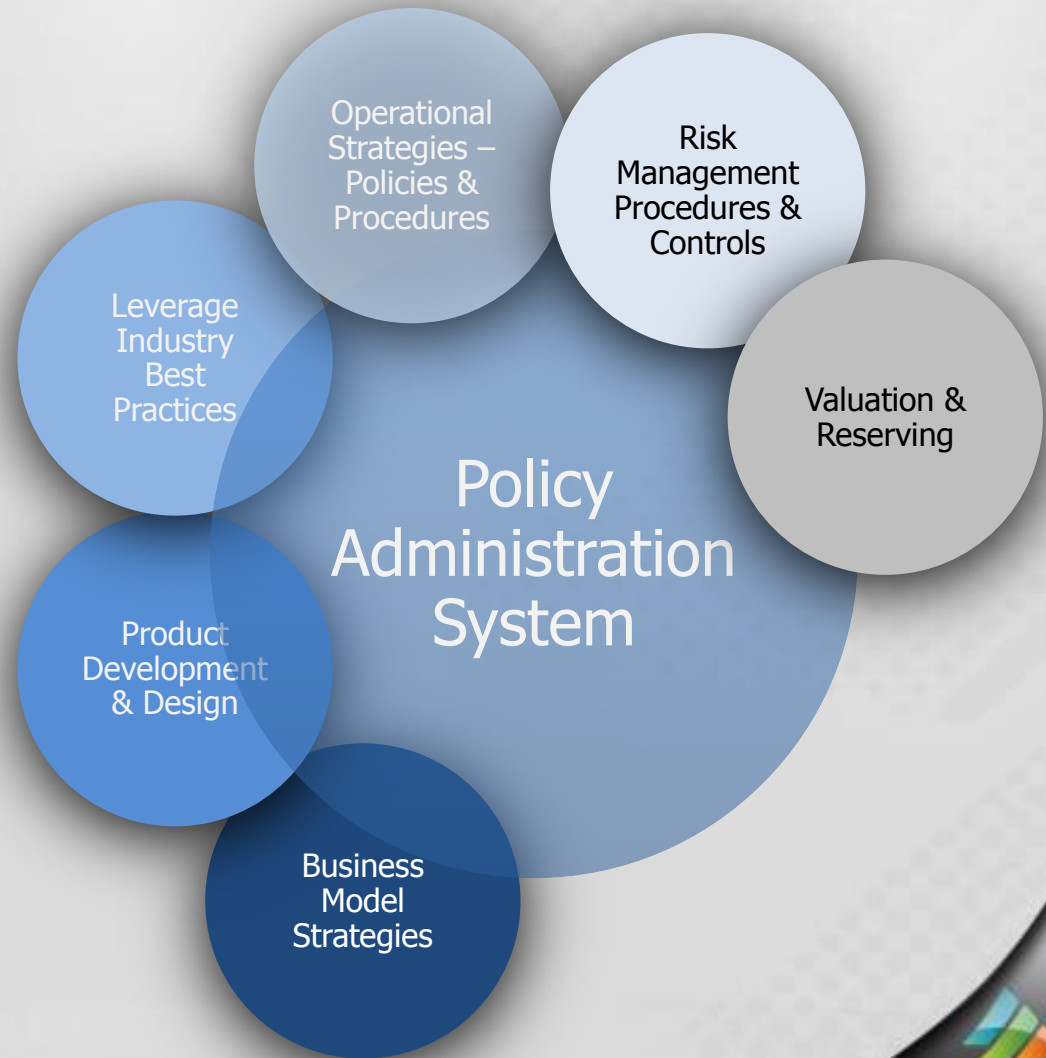 Operational
Strategies –
Policies &
Procedures
Risk
Management
Procedures &
Controls
Leverage
Industry
Best
Practices
Valuation &
Reserving
Policy
Administration
System
Product
Development
& Design
Business
Model
Strategies